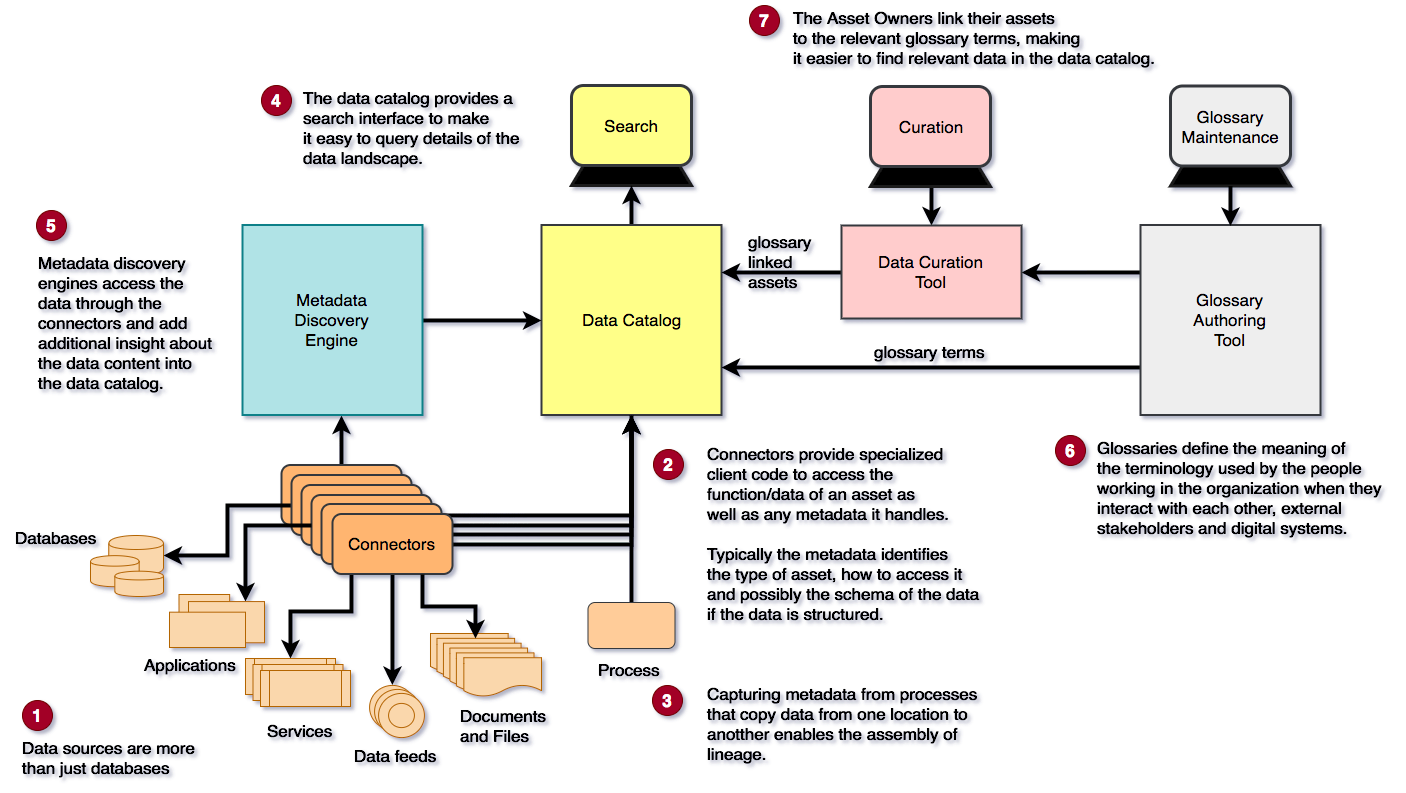 7
The Asset Owners link their assets
to the relevant glossary terms, making
it easier to find relevant data in the data catalog.
4
The data catalog provides a
search interface to make
it easy to query details of the
data landscape.
Search
Curation
Glossary
Maintenance
5
Metadata discovery
engines access the
data through the
connectors and add
additional insight about
the data content into
the data catalog.
Metadata
Discovery
Engine
Data Catalog
glossary
linked
assets
Data Curation
Tool
Glossary
Authoring
Tool
glossary terms
2
Connectors provide specialized
client code to access the
function/data of an asset as
well as any metadata it handles.
Typically the metadata identifies
the type of asset, how to access it
and possibly the schema of the data
if the data is structured.
6
Glossaries define the meaning of
the terminology used by the people
working in the organization when they
interact with each other, external
stakeholders and digital systems.
Connectors
Databases
Applications
Services
Data feeds
Documents
and Files
Process
1
Data sources are more
than just databases
3
Capturing metadata from processes
that copy data from one location to
anotther enables the assembly of
lineage.